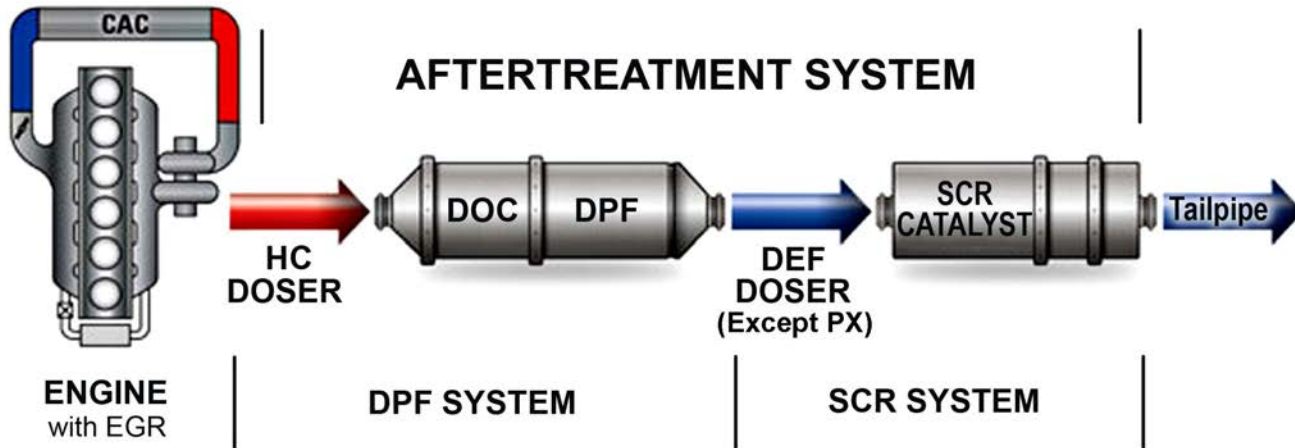 CAC
AFTERTREATMENT SYSTEM
DOC
DPF
SCR
CATALYST
Tailpipe
HC
DOSER
DEF
DOSER
(Except PX)
ENGINE
with EGR
DPF SYSTEM
SCR SYSTEM